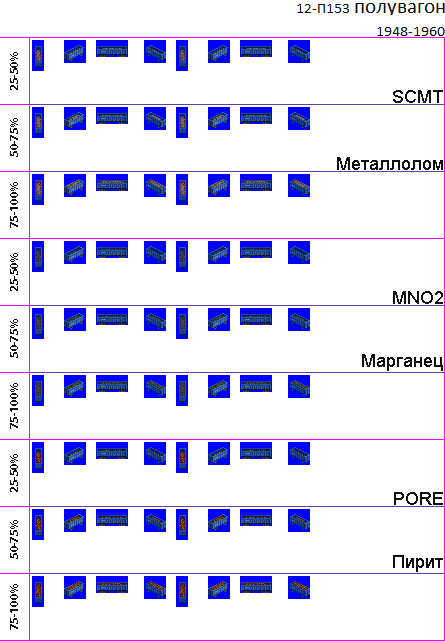 12-П153 полувагон
1948-1960
25-50%
SCMT
50-75%
Металлолом
75-100%
25-50%
MNO2
50-75%
Марганец
75-100%
25-50%
PORE
50-75%
Пирит
75-100%